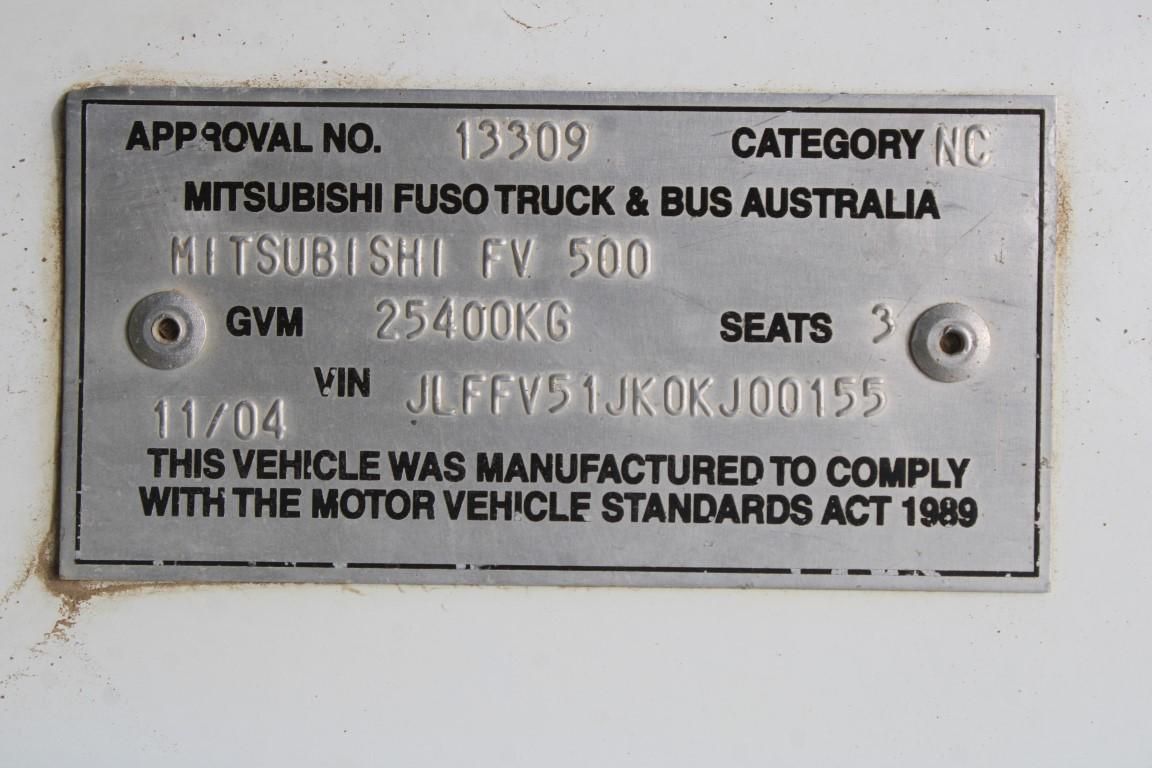 APPROVAL NO. 13309 CATEGORY NC
MITSUBISHI FUSO TRUCK & BUS AUSTRALIA
MITSUBISHI FV 500
GVM 25400KG SEATS 3
VIN JLFFV51JK0KJ00155
11/04
THIS VEHICLE WAS MANUFACTURED TO COMPLY
WITH THE MOTOR VEHICLE STANDARDS ACT 1989